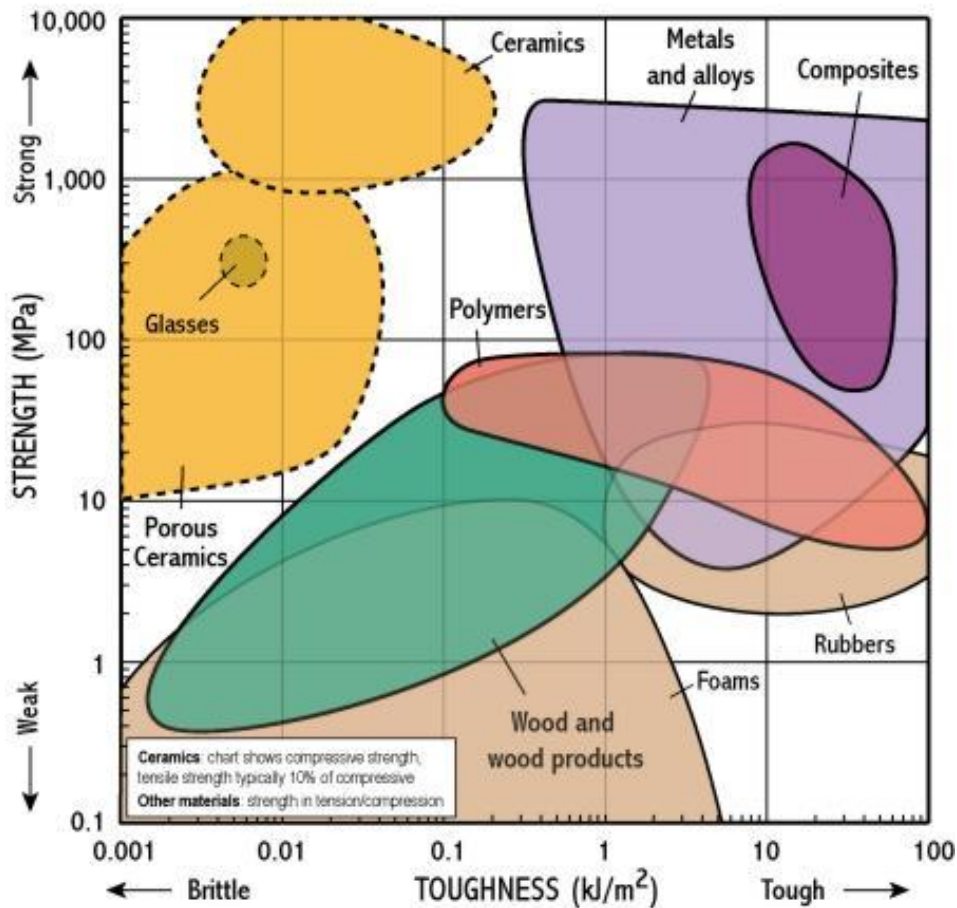 10,000
1,000
100
10
1
0.1
STRENGTH (MPa)
Strong
Weak
Ceramics
Metals
and alloys
Composites
Glasses
Polymers
Porous
Ceramics
Rubbers
Foams
Wood and
wood products
Ceramics: chart shows compressive strength,
tensile strength typically 10% of compressive
Other materials: strength in tension/compression
0.001
0.01
0.1
1
10
100
Brittle
TOUGHNESS (kJ/m²)
Tough